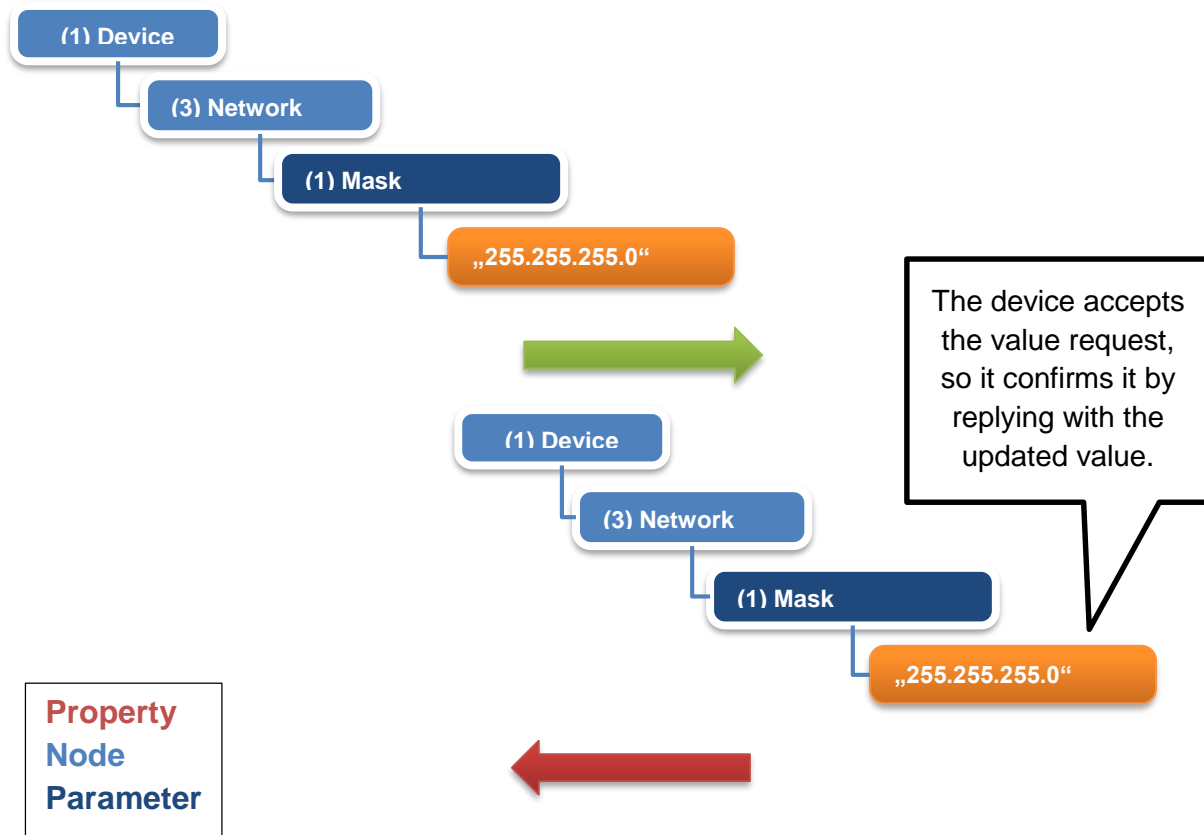 (1) Device
(3) Network
(1) Mask
„255.255.255.0“
The device accepts
the value request,
so it confirms it by
replying with the
updated value.
(1) Device
(3) Network
(1) Mask
„255.255.255.0“
Property
Node
Parameter